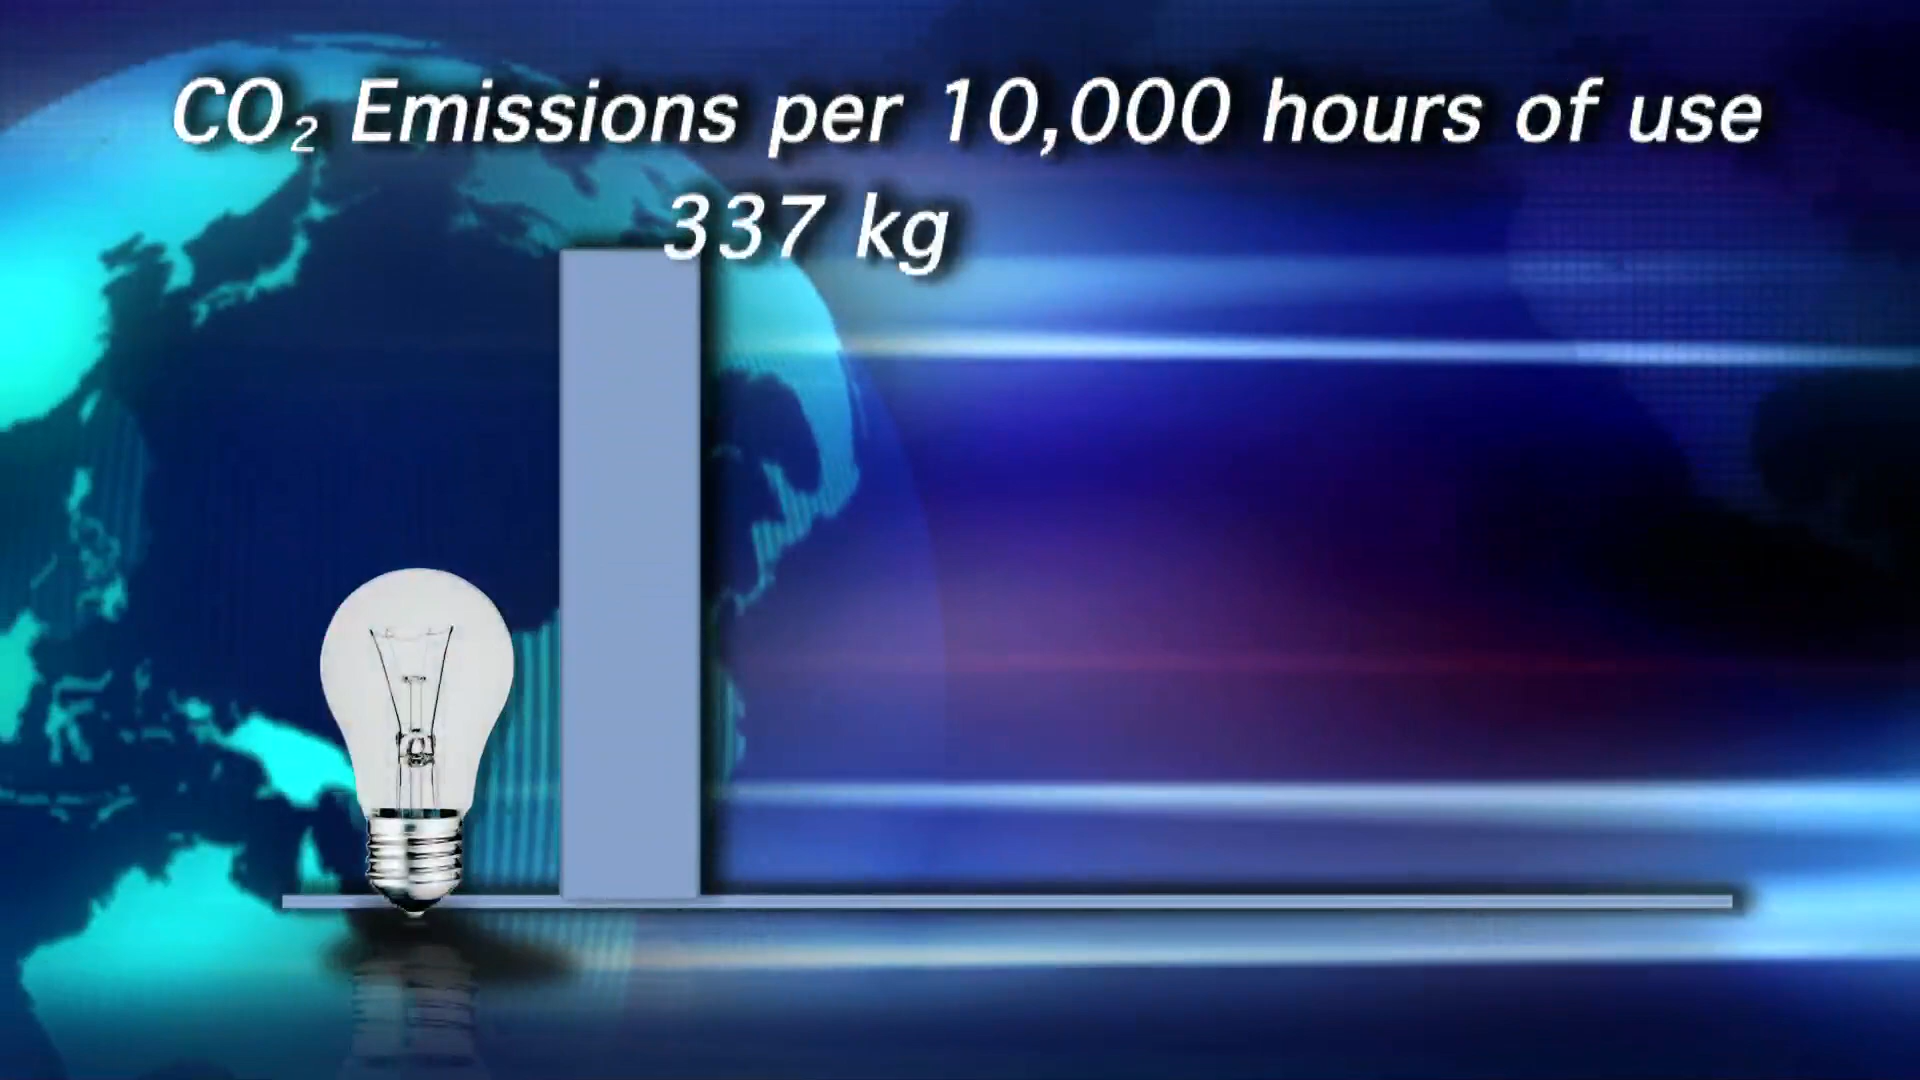 CO₂ Emissions per 10,000 hours of use
337 kg